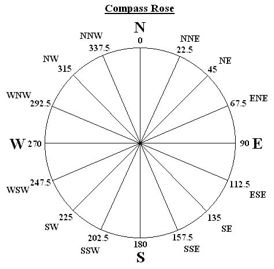 Compass Rose
N
NNW
NNE
337.5
0
22.5
NW
NE
315
45
WNW
ENE
292.5
67.5
W 270
90 E
247.5
112.5
WSW
ESE
225
135
SW
SE
202.5
180
157.5
SSW
SSE
S